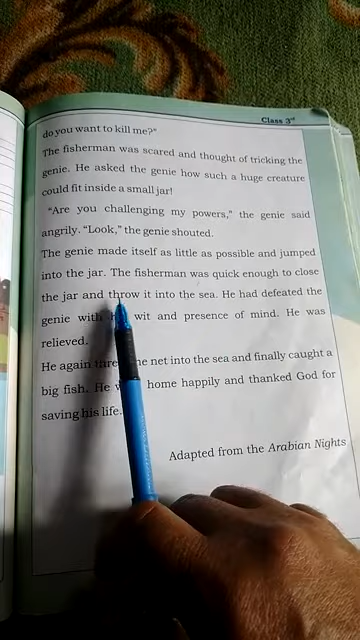 Class 3rd
do you want to kill me?"
The fisherman was scared and thought of tricking the
genie. He asked the genie how such a huge creature
could fit inside a small jar!
"Are you challenging my powers," the genie said
angrily. "Look," the genie shouted.
The genie made itself as little as possible and jumped
into the jar. The fisherman was quick enough to close
the jar and throw it into the sea. He had defeated the
genie with wit and presence of mind. He was
relieved.
He again the net into the sea and finally caught a
big fish. He home happily and thanked God for
saving his life.
Adapted from the Arabian Nights